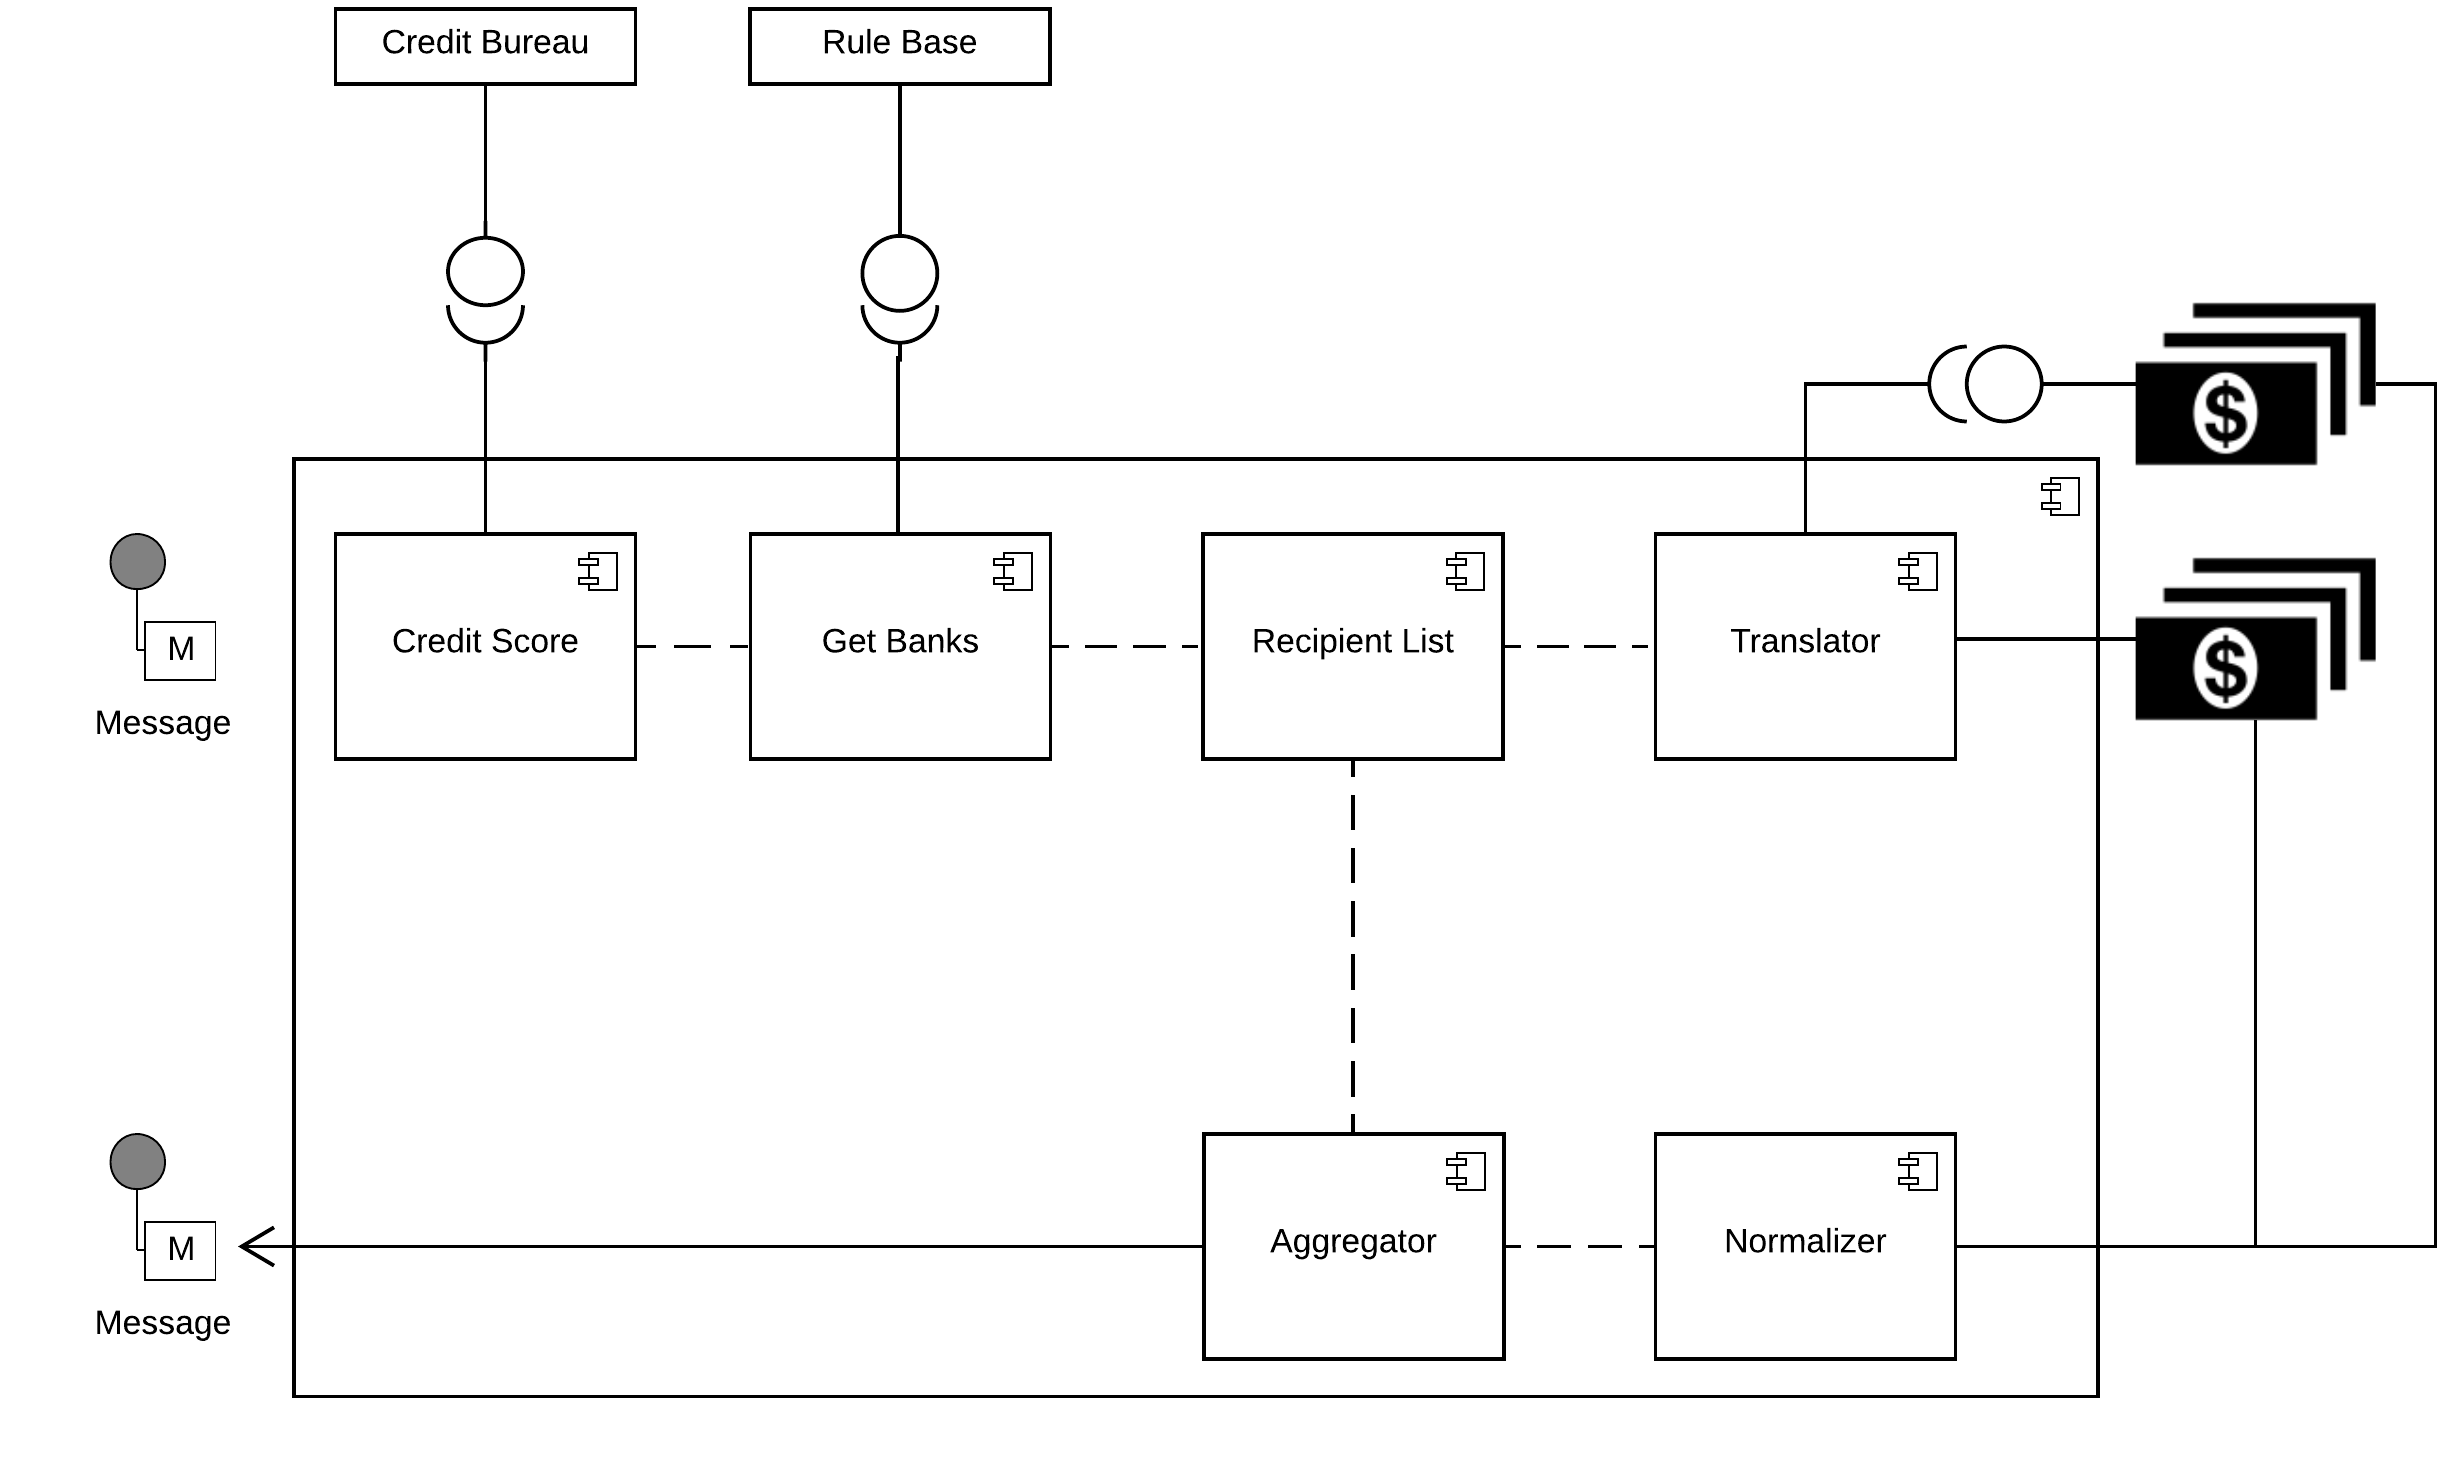 Credit Bureau
Rule Base
$
M
Message
Credit Score
Get Banks
Recipient List
Translator
$
M
Message
Aggregator
Normalizer